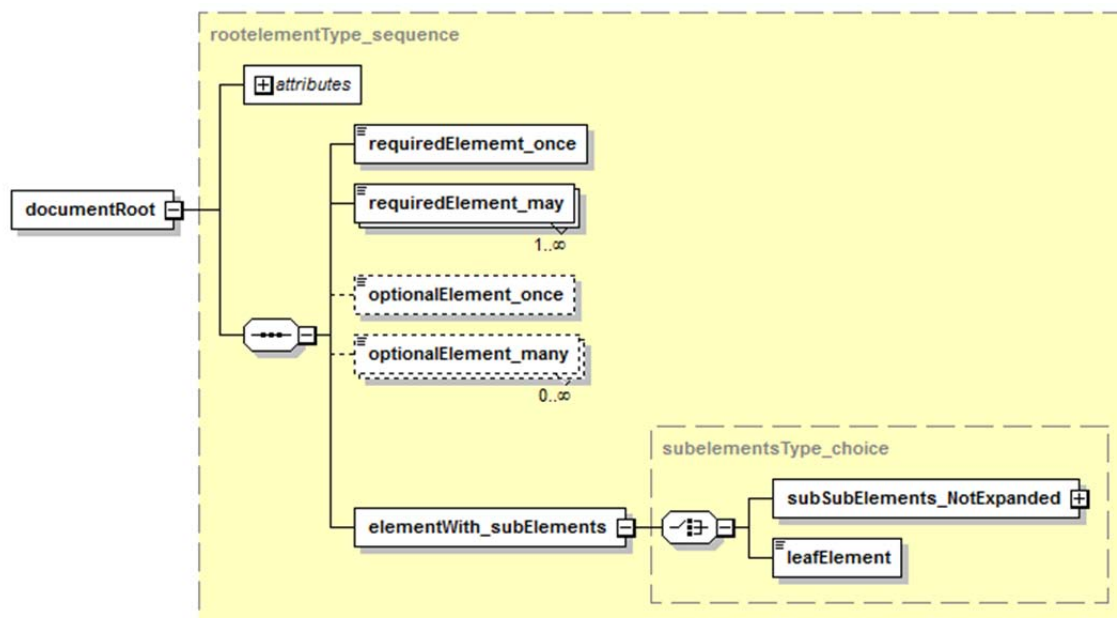 rootelementType_sequence
attributes
requiredElememt_once
documentRoot
requiredElement_may
1..∞
optionalElement_once
optionalElement_many
0..∞
subelementsType_choice
subSubElements_NotExpanded
elementWith_subElements
leafElement